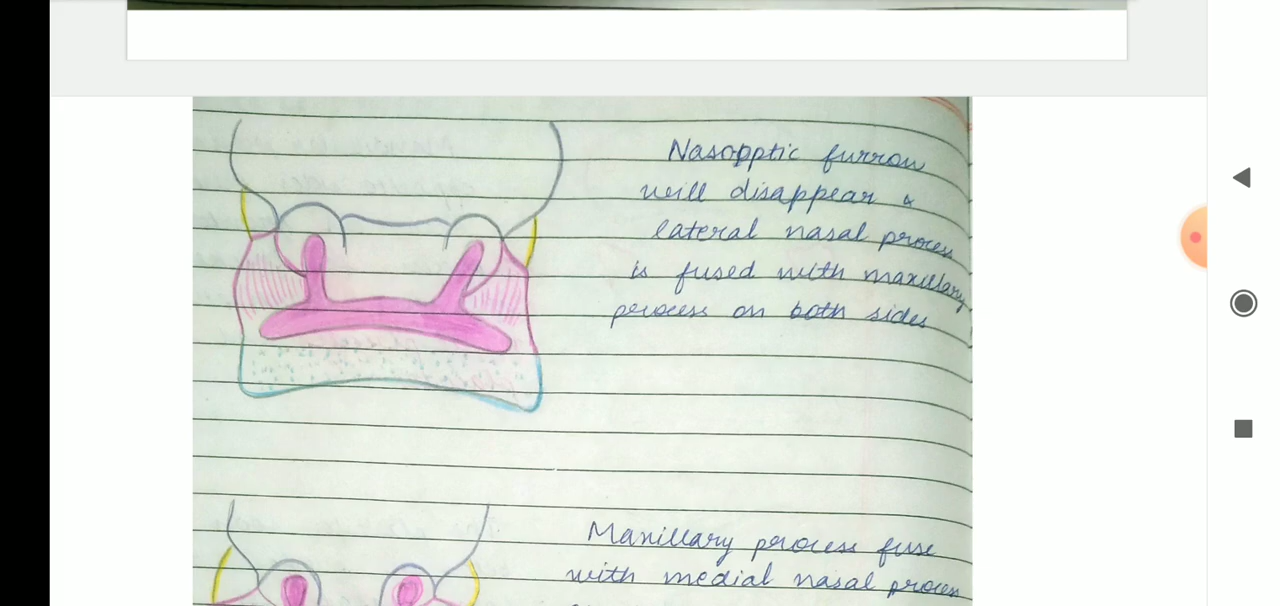 Nasooptic furrow
will disappear &
lateral nasal process
is fused with maxillary
process on both sides
Maxillary process fuse
with medial nasal process